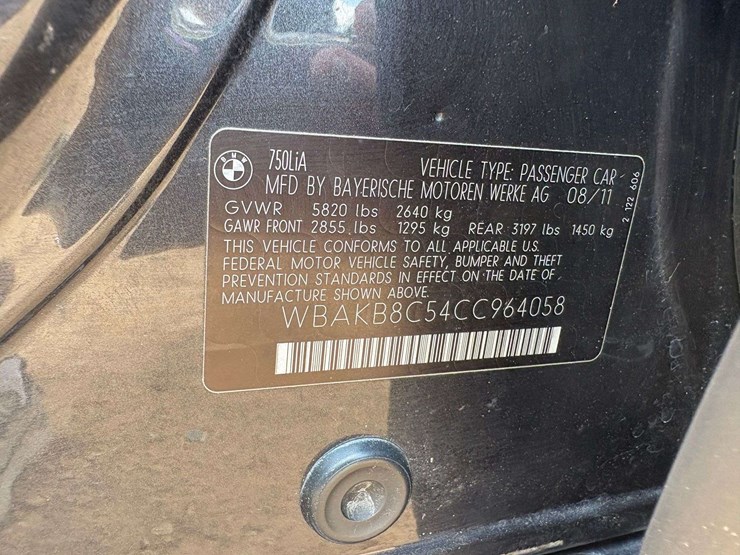 BMW
750LiA VEHICLE TYPE: PASSENGER CAR
MFD BY BAYERISCHE MOTOREN WERKE AG 08/11
GVWR 5820 lbs 2640 kg
GAWR FRONT 2855 lbs 1295 kg REAR 3197 lbs 1450 kg
THIS VEHICLE CONFORMS TO ALL APPLICABLE U.S.
FEDERAL MOTOR VEHICLE SAFETY, BUMPER AND THEFT
PREVENTION STANDARDS IN EFFECT ON THE DATE OF
MANUFACTURE SHOWN ABOVE.
WBAKB8C54CC964058
2 122 606